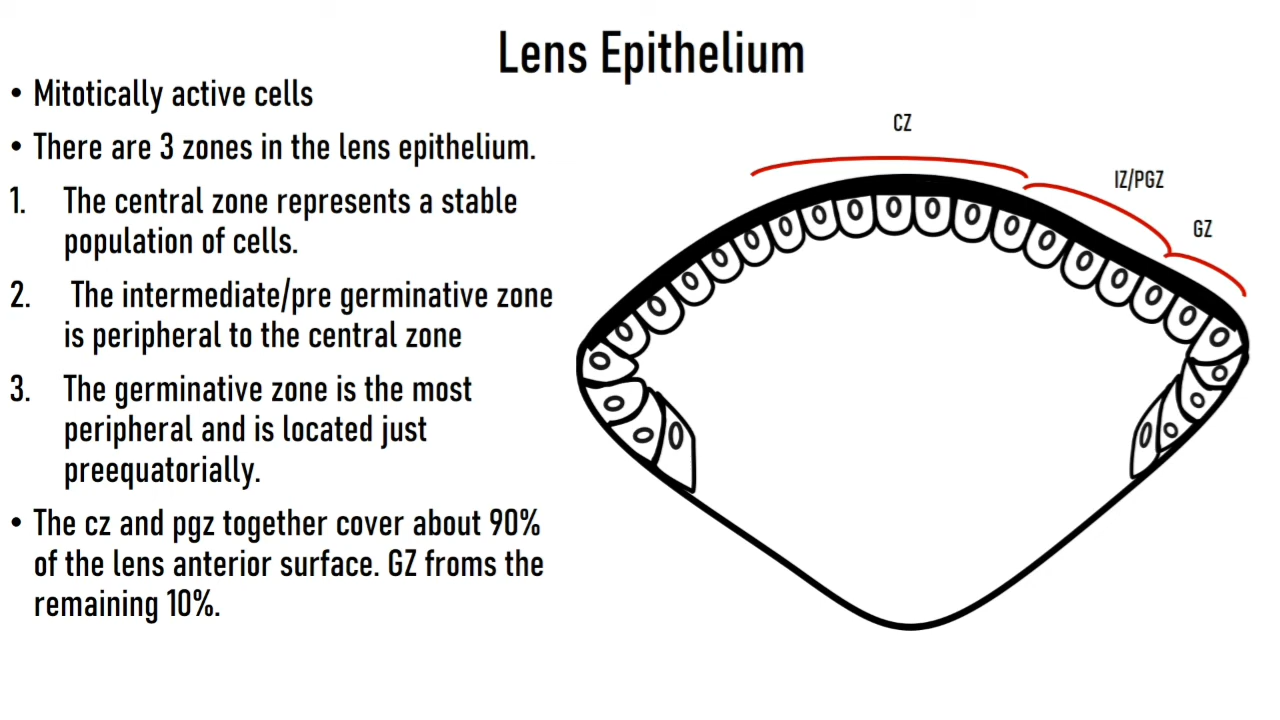 Lens Epithelium
• Mitotically active cells
• There are 3 zones in the lens epithelium.
1. The central zone represents a stable
population of cells.
2. The intermediate/pre germinative zone
is peripheral to the central zone
3. The germinative zone is the most
peripheral and is located just
preequatorially.
• The cz and pgz together cover about 90%
of the lens anterior surface. GZ froms the
remaining 10%.
CZ
IZ/PGZ
GZ